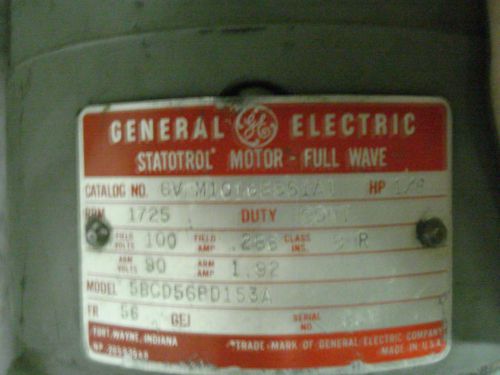 GENERAL GE ELECTRIC
STATOTROL® MOTOR - FULL WAVE
CATALOG NO. HP
RPM 1725 DUTY
FIELD VOLTS 100 FIELD AMP CLASS INS.
ARM VOLTS 90 ARM AMP 1.92
MODEL 5BCD56RD153A
FR 56 GEI SERIAL NO.
FORT WAYNE, INDIANA
*TRADE-MARK OF GENERAL ELECTRIC COMPANY
MADE IN U.S.A.